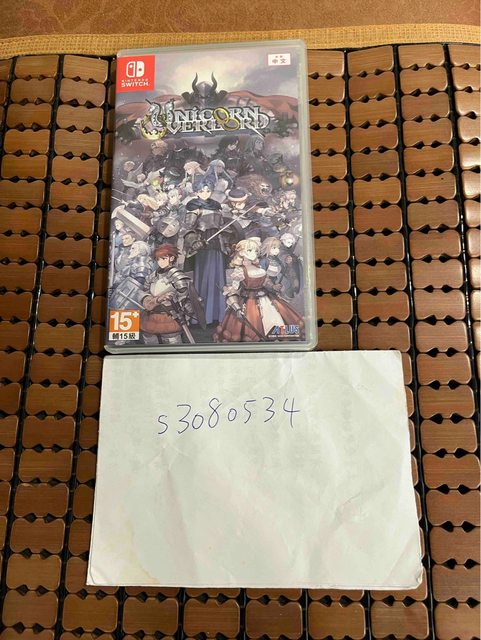 NINTENDO
SWITCH
中文
UNICORN
OVERLORD
15+
輔15級
ATLUS
s3080534